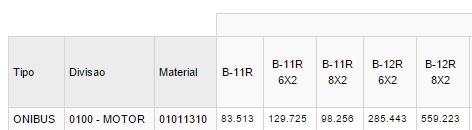 Tipo Divisao Material B-11R B-11R 6X2 B-11R 8X2 B-12R 6X2 B-12R 8X2
ONIBUS 0100 - MOTOR 01011310 83.513 129.725 98.256 285.443 559.223